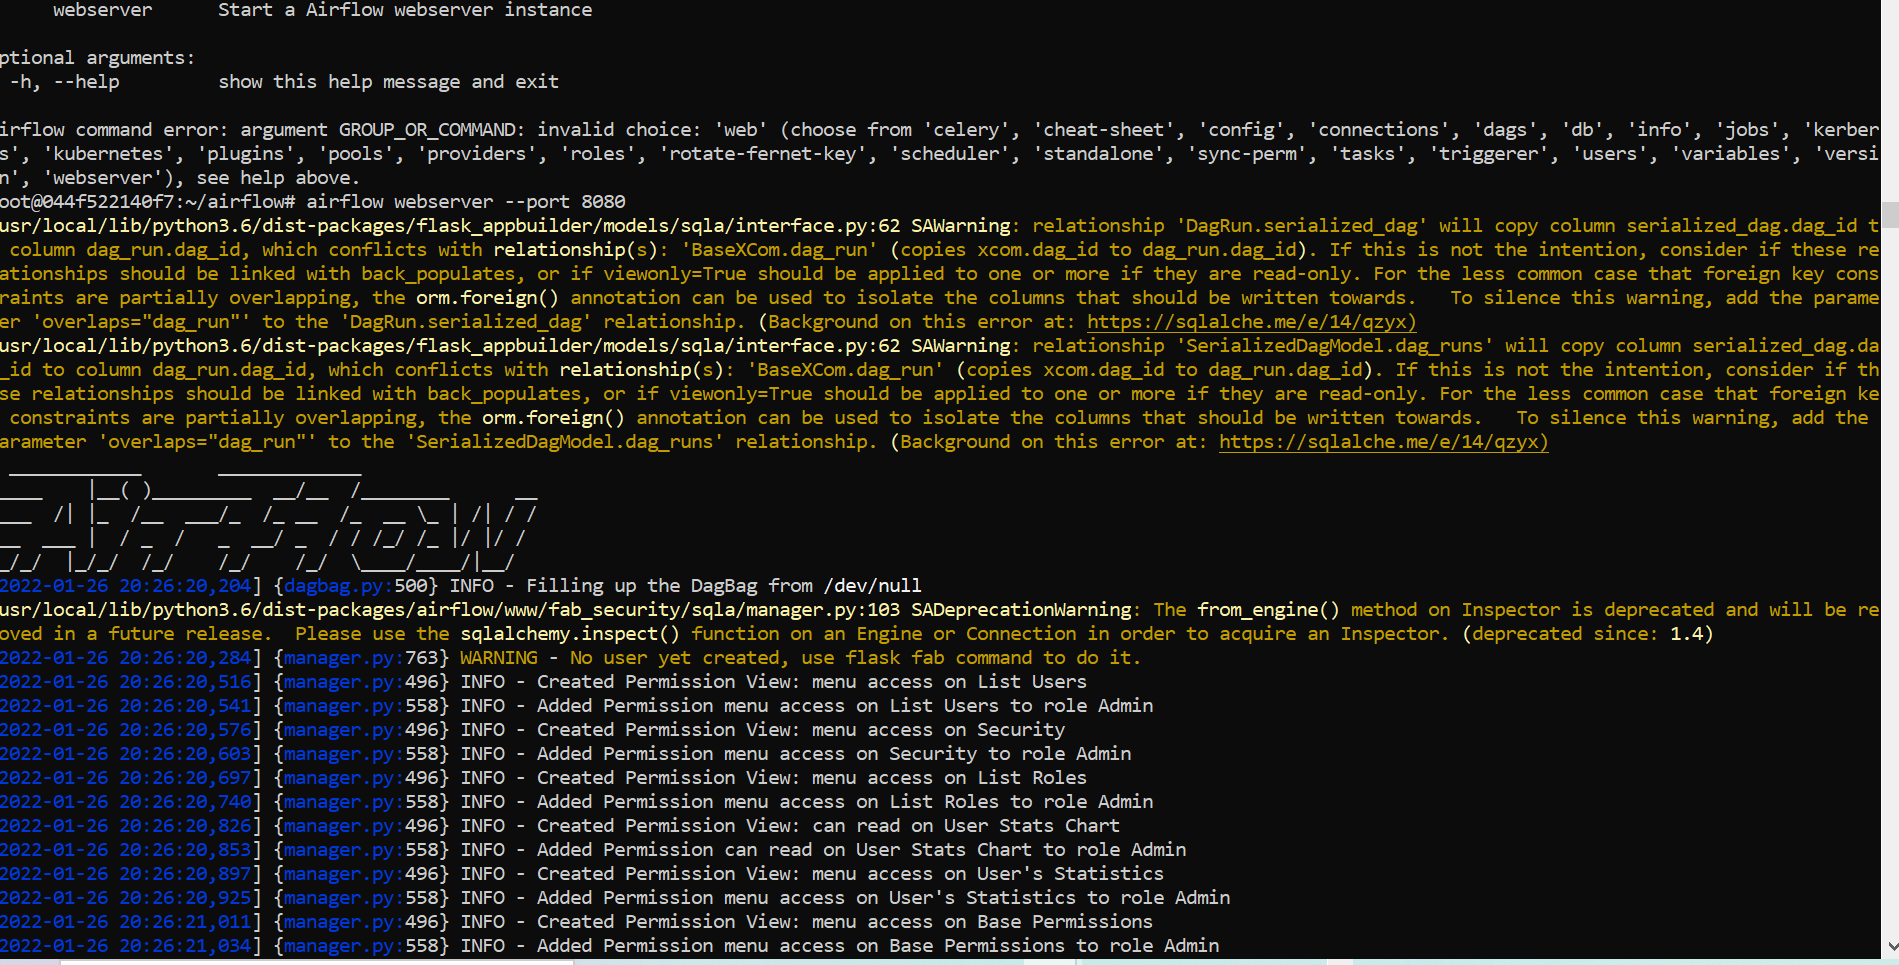 webserver      Start a Airflow webserver instance
ptional arguments:
-h, --help         show this help message and exit
irflow command error: argument GROUP_OR_COMMAND: invalid choice: 'web' (choose from 'celery', 'cheat-sheet', 'config', 'connections', 'dags', 'db', 'info', 'jobs', 'kerber
s', 'kubernetes', 'plugins', 'pools', 'providers', 'roles', 'rotate-fernet-key', 'scheduler', 'standalone', 'sync-perm', 'tasks', 'triggerer', 'users', 'variables', 'versi
n', 'webserver'), see help above.
oot@044f522140f7:~/airflow# airflow webserver --port 8080
usr/local/lib/python3.6/dist-packages/flask_appbuilder/models/sqla/interface.py:62 SAWarning: relationship 'DagRun.serialized_dag' will copy column serialized_dag.dag_id t
column dag_run.dag_id, which conflicts with relationship(s): 'BaseXCom.dag_run' (copies xcom.dag_id to dag_run.dag_id). If this is not the intention, consider if these re
ationships should be linked with back_populates, or if viewonly=True should be applied to one or more if they are read-only. For the less common case that foreign key cons
raints are partially overlapping, the orm.foreign() annotation can be used to isolate the columns that should be written towards.   To silence this warning, add the parame
er 'overlaps="dag_run"' to the 'DagRun.serialized_dag' relationship. (Background on this error at: https://sqlalche.me/e/14/qzyx)
usr/local/lib/python3.6/dist-packages/flask_appbuilder/models/sqla/interface.py:62 SAWarning: relationship 'SerializedDagModel.dag_runs' will copy column serialized_dag.da
_id to column dag_run.dag_id, which conflicts with relationship(s): 'BaseXCom.dag_run' (copies xcom.dag_id to dag_run.dag_id). If this is not the intention, consider if th
se relationships should be linked with back_populates, or if viewonly=True should be applied to one or more if they are read-only. For the less common case that foreign ke
constraints are partially overlapping, the orm.foreign() annotation can be used to isolate the columns that should be written towards.   To silence this warning, add the
arameter 'overlaps="dag_run"' to the 'SerializedDagModel.dag_runs' relationship. (Background on this error at: https://sqlalche.me/e/14/qzyx)
Airflow
2022-01-26 20:26:20,204] {dagbag.py:500} INFO - Filling up the DagBag from /dev/null
usr/local/lib/python3.6/dist-packages/airflow/www/fab_security/sqla/manager.py:103 SADeprecationWarning: The from_engine() method on Inspector is deprecated and will be re
oved in a future release.  Please use the sqlalchemy.inspect() function on an Engine or Connection in order to acquire an Inspector. (deprecated since: 1.4)
2022-01-26 20:26:20,284] {manager.py:763} WARNING - No user yet created, use flask fab command to do it.
2022-01-26 20:26:20,516] {manager.py:496} INFO - Created Permission View: menu access on List Users
2022-01-26 20:26:20,541] {manager.py:558} INFO - Added Permission menu access on List Users to role Admin
2022-01-26 20:26:20,576] {manager.py:496} INFO - Created Permission View: menu access on Security
2022-01-26 20:26:20,603] {manager.py:558} INFO - Added Permission menu access on Security to role Admin
2022-01-26 20:26:20,697] {manager.py:496} INFO - Created Permission View: menu access on List Roles
2022-01-26 20:26:20,740] {manager.py:558} INFO - Added Permission menu access on List Roles to role Admin
2022-01-26 20:26:20,826] {manager.py:496} INFO - Created Permission View: can read on User Stats Chart
2022-01-26 20:26:20,853] {manager.py:558} INFO - Added Permission can read on User Stats Chart to role Admin
2022-01-26 20:26:20,897] {manager.py:496} INFO - Created Permission View: menu access on User's Statistics
2022-01-26 20:26:20,925] {manager.py:558} INFO - Added Permission menu access on User's Statistics to role Admin
2022-01-26 20:26:21,011] {manager.py:496} INFO - Created Permission View: menu access on Base Permissions
2022-01-26 20:26:21,034] {manager.py:558} INFO - Added Permission menu access on Base Permissions to role Admin